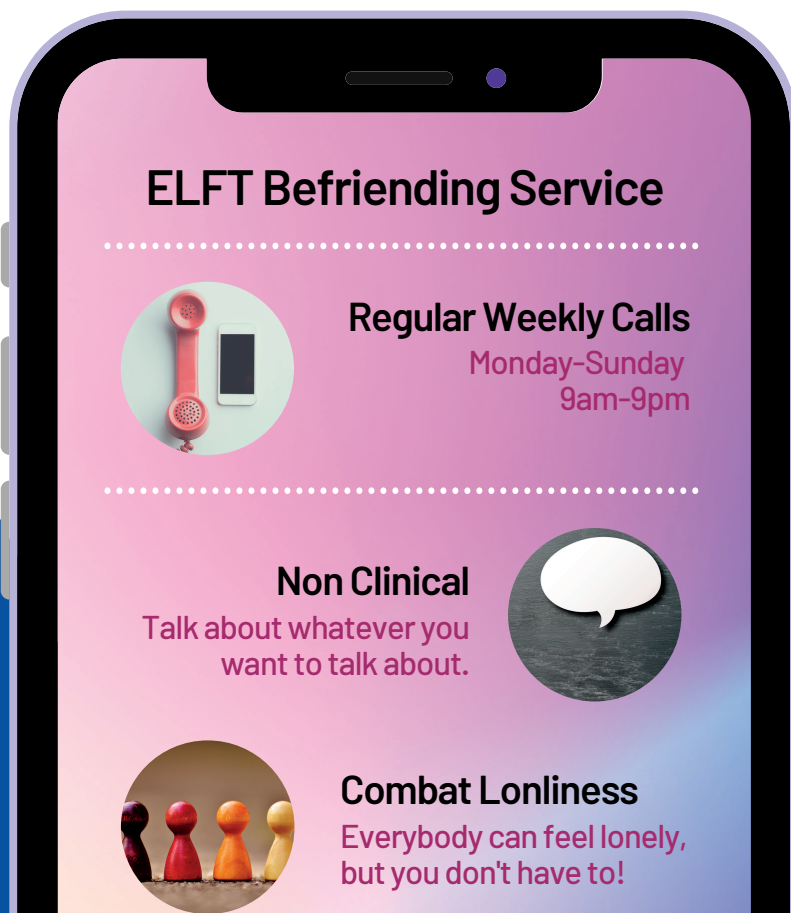 ELFT Befriending Service
Regular Weekly Calls
Monday-Sunday
9am-9pm
Non Clinical
Talk about whatever you
want to talk about.
Combat Lonliness
Everybody can feel lonely,
but you don't have to!